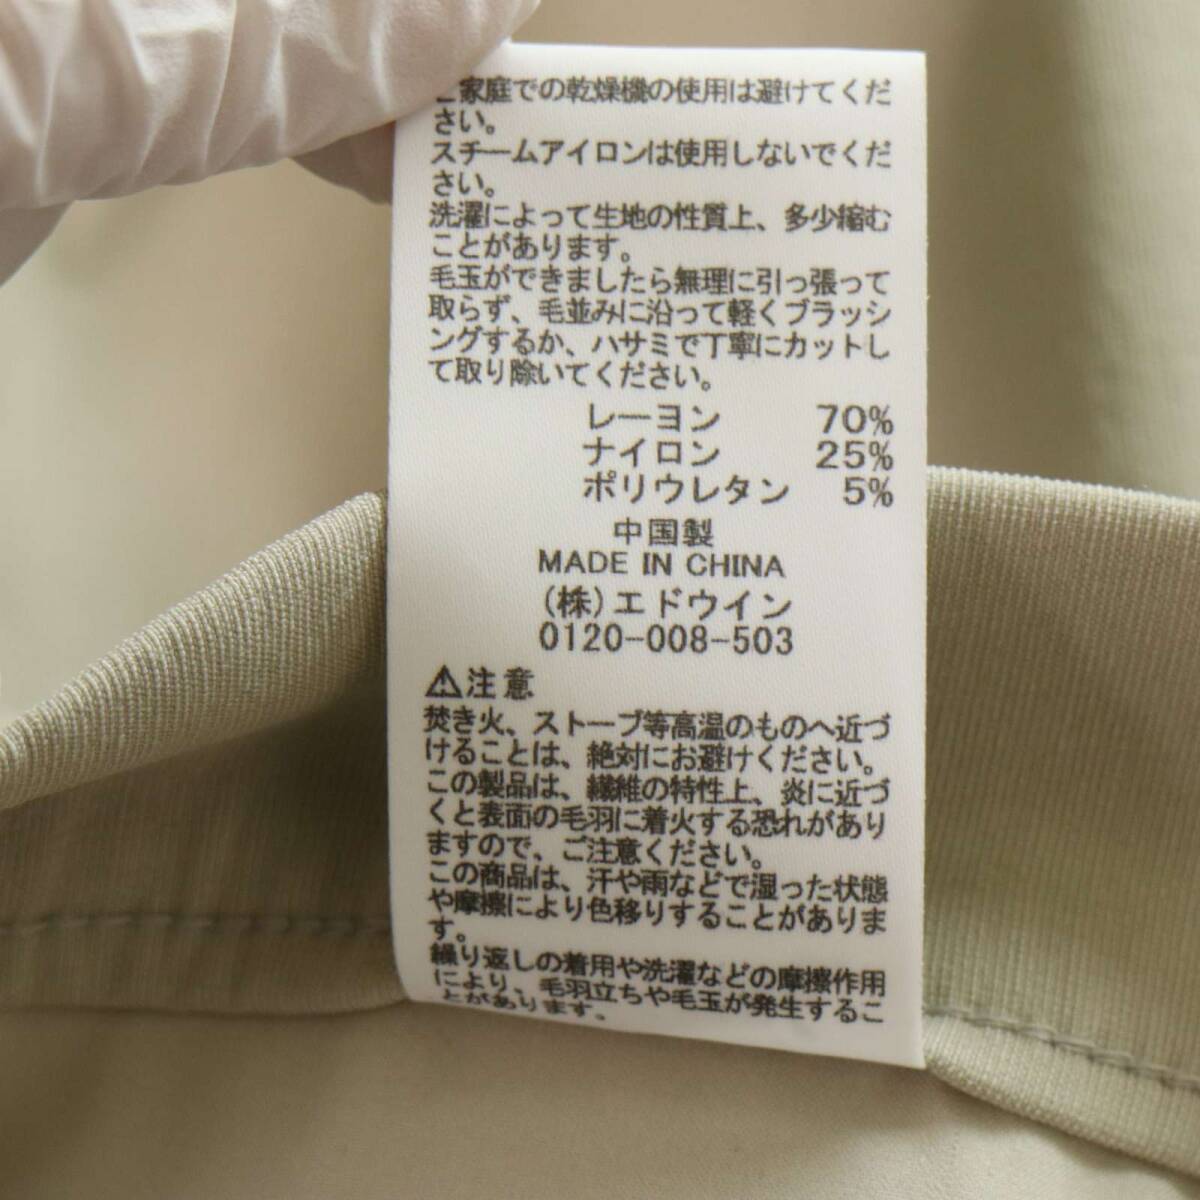 ご家庭での乾燥機の使用は避けてくだ
さい。
スチームアイロンは使用しないでくだ
さい。
洗濯によって生地の性質上、多少縮む
ことがあります。
毛玉ができましたら無理に引っ張って
取らず、毛並みに沿って軽くブラッシ
ングするか、ハサミで丁寧にカットし
て取り除いてください。
レーヨン 70%
ナイロン 25%
ポリウレタン 5%
中国製
MADE IN CHINA
(株)エドウイン
0120-008-503
⚠注意
焚き火、ストーブ等高温のものへ近づ
けることは、絶対にお避けください。
この製品は、繊維の特性上、炎に近づ
くと表面の毛羽に着火する恐れがあり
ますので、ご注意ください。
この商品は、汗や雨などで湿った状態
や摩擦により色移りすることがありま
す。
繰り返しの着用や洗濯などの摩擦作用
により、毛羽立ちや毛玉が発生するこ
とがあります。